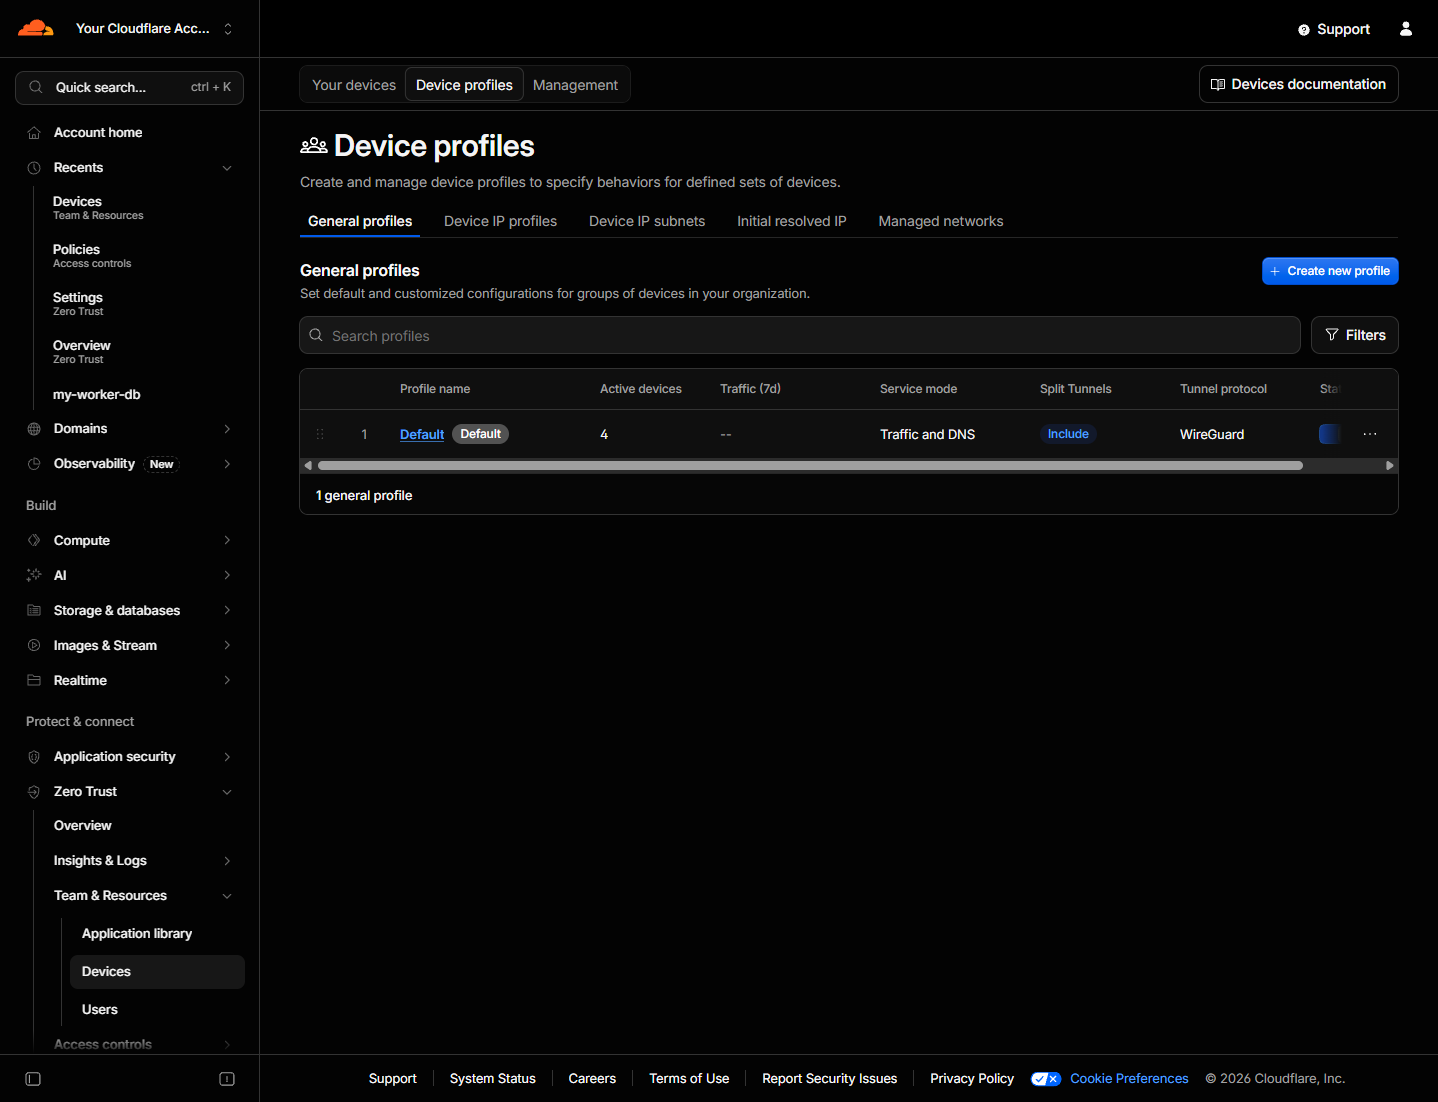 Your Cloudflare Acc...
Support
Quick search...
ctrl + K
Account home
Recents
Devices
Team & Resources
Policies
Access controls
Settings
Zero Trust
Overview
Zero Trust
my-worker-db
Domains
Observability New
Build
Compute
AI
Storage & databases
Images & Stream
Realtime
Protect & connect
Application security
Zero Trust
Overview
Insights & Logs
Team & Resources
Application library
Devices
Users
Access controls
Your devices
Device profiles
Management
Devices documentation
Device profiles
Create and manage device profiles to specify behaviors for defined sets of devices.
General profiles
Device IP profiles
Device IP subnets
Initial resolved IP
Managed networks
General profiles
+ Create new profile
Set default and customized configurations for groups of devices in your organization.
Search profiles
Filters
Profile name Active devices Traffic (7d) Service mode Split Tunnels Tunnel protocol
1 Default Default 4 -- Traffic and DNS Include WireGuard ...
1 general profile
Support
System Status
Careers
Terms of Use
Report Security Issues
Privacy Policy
Cookie Preferences
© 2026 Cloudflare, Inc.